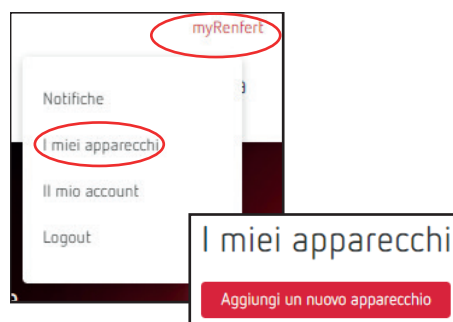 myRenfert
Notifiche
I miei apparecchi
Il mio account
Logout
I miei apparecchi
Aggiungi un nuovo apparecchio